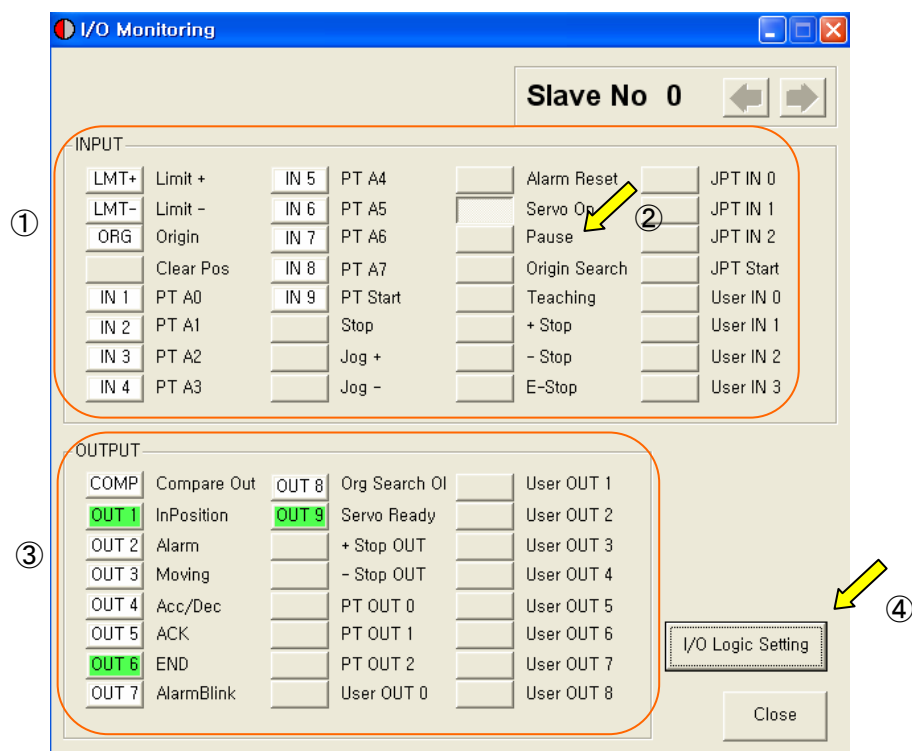 I/O Monitoring
Slave No 0
INPUT
LMT+ Limit + IN 5 PT A4 Alarm Reset JPT IN 0
① LMT- Limit - IN 6 PT A5 Servo On ② JPT IN 1
ORG Origin IN 7 PT A6 Pause JPT IN 2
Clear Pos IN 8 PT A7 Origin Search JPT Start
IN 1 PT A0 IN 9 PT Start Teaching User IN 0
IN 2 PT A1 Stop + Stop User IN 1
IN 3 PT A2 Jog + - Stop User IN 2
IN 4 PT A3 Jog - E-Stop User IN 3
OUTPUT
COMP Compare Out OUT 8 Org Search Ol User OUT 1
OUT 1 InPosition OUT 9 Servo Ready User OUT 2
③ OUT 2 Alarm + Stop OUT User OUT 3
OUT 3 Moving - Stop OUT User OUT 4
OUT 4 Acc/Dec PT OUT 0 User OUT 5 ④
OUT 5 ACK PT OUT 1 User OUT 6 I/O Logic Setting
OUT 6 END PT OUT 2 User OUT 7
OUT 7 AlarmBlink User OUT 0 User OUT 8
Close